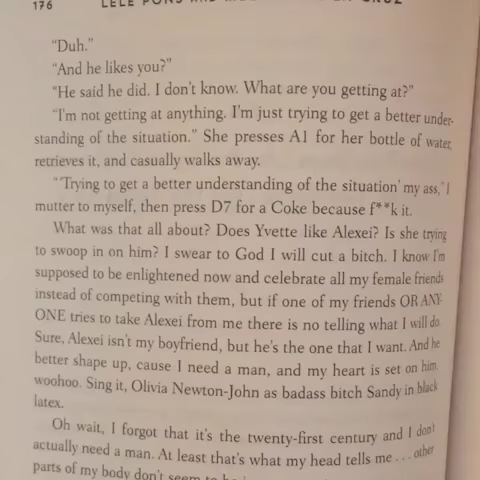 176 LELE PONS
"Duh."
"And he likes you?"
"He said he did. I don't know. What are you getting at?"
"I'm not getting at anything. I'm just trying to get a better under-
standing of the situation." She presses A1 for her bottle of water,
retrieves it, and casually walks away.
"'Trying to get a better understanding of the situation' my ass," I
mutter to myself, then press D7 for a Coke because f**k it.
What was that all about? Does Yvette like Alexei? Is she trying
to swoop in on him? I swear to God I will cut a bitch. I know I'm
supposed to be enlightened now and celebrate all my female friends
instead of competing with them, but if one of my friends OR ANY-
ONE tries to take Alexei from me there is no telling what I will do.
Sure, Alexei isn't my boyfriend, but he's the one that I want. And he
better shape up, cause I need a man, and my heart is set on him,
woohoo. Sing it, Olivia Newton-John as badass bitch Sandy in black
latex.
Oh wait, I forgot that it's the twenty-first century and I don't
actually need a man. At least that's what my head tells me . . . other
parts of my body don't seem to